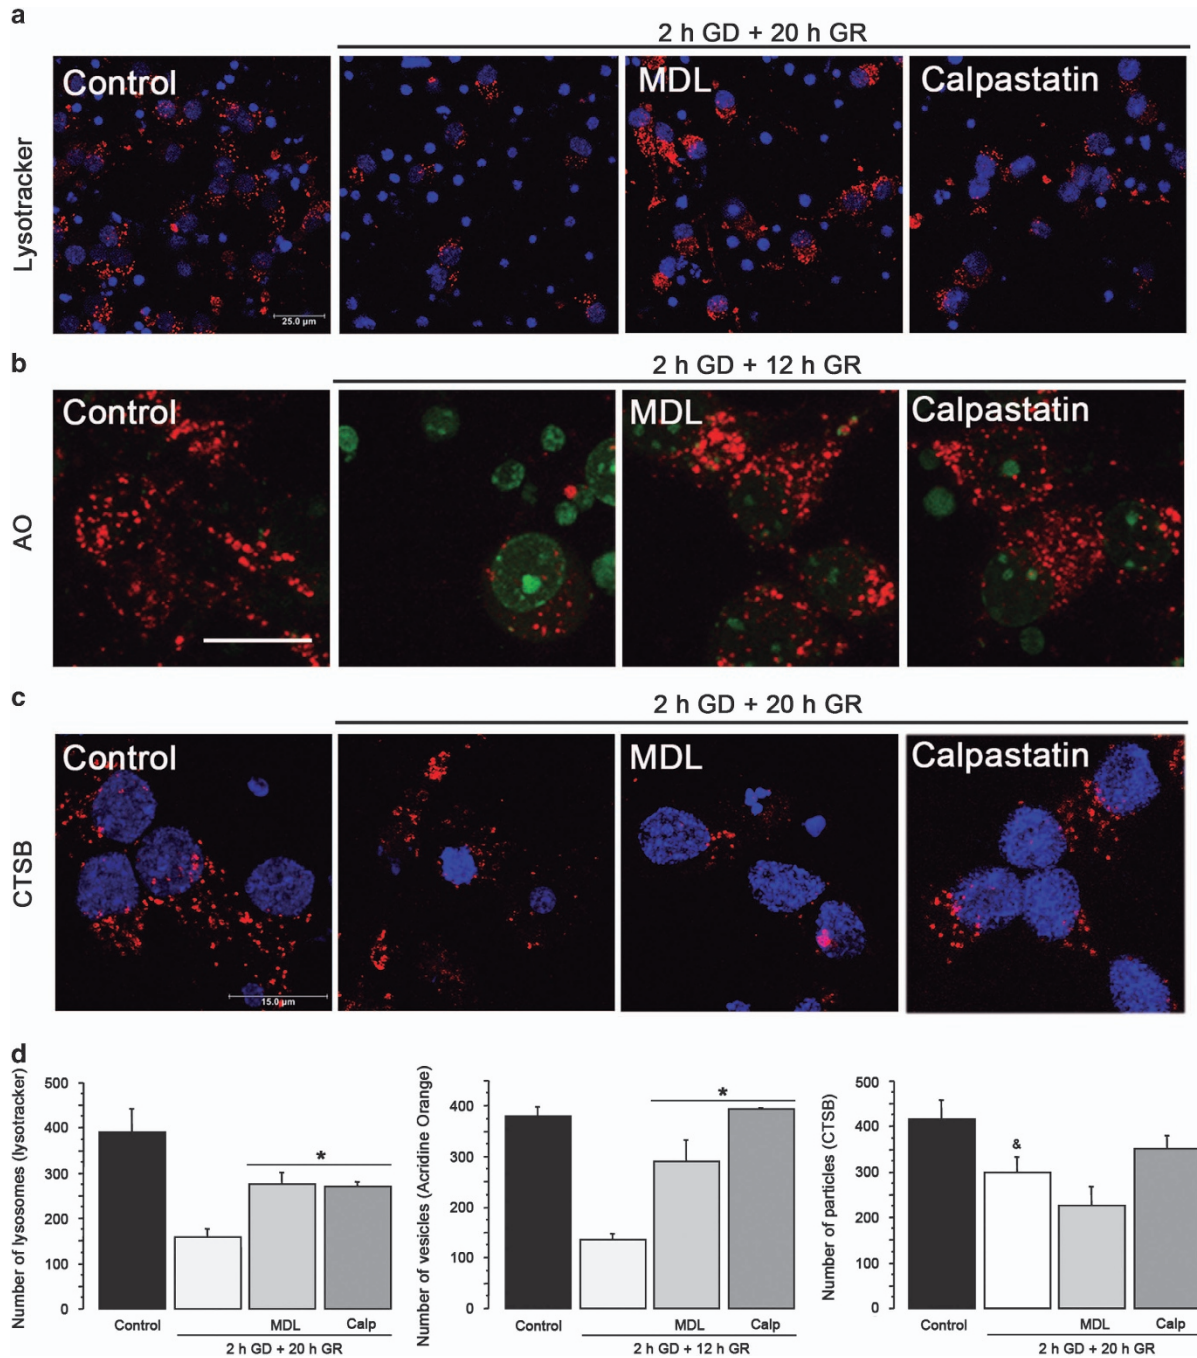 a
2 h GD + 20 h GR
Lysotracker
Control
MDL
Calpastatin
25.0 µm
b
2 h GD + 12 h GR
AO
Control
MDL
Calpastatin
c
2 h GD + 20 h GR
CTSB
Control
MDL
Calpastatin
15.0 µm
d
Number of lysosomes (lysotracker)
500
400
300
200
100
0
*
Control
MDL
Calp
2 h GD + 20 h GR
Number of vesicles (Acridine Orange)
400
300
200
100
0
*
Control
MDL
Calp
2 h GD + 12 h GR
Number of particles (CTSB)
500
400
300
200
100
0
&
Control
MDL
Calp
2 h GD + 20 h GR